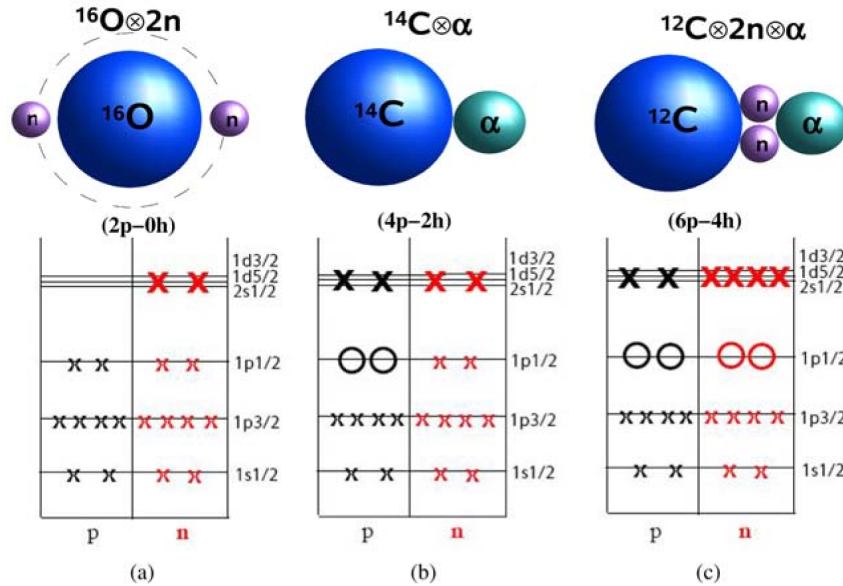 ¹⁶O⊗2n
¹⁴C⊗α
¹²C⊗2n⊗α
n
¹⁶O
n
¹⁴C
α
¹²C
n
n
α
(2p–0h)
(4p–2h)
(6p–4h)
1d3/2
1d5/2
2s1/2
1p1/2
1p3/2
1s1/2
p
n
1d3/2
1d5/2
2s1/2
1p1/2
1p3/2
1s1/2
p
n
1d3/2
1d5/2
2s1/2
1p1/2
1p3/2
1s1/2
p
n
(a)
(b)
(c)